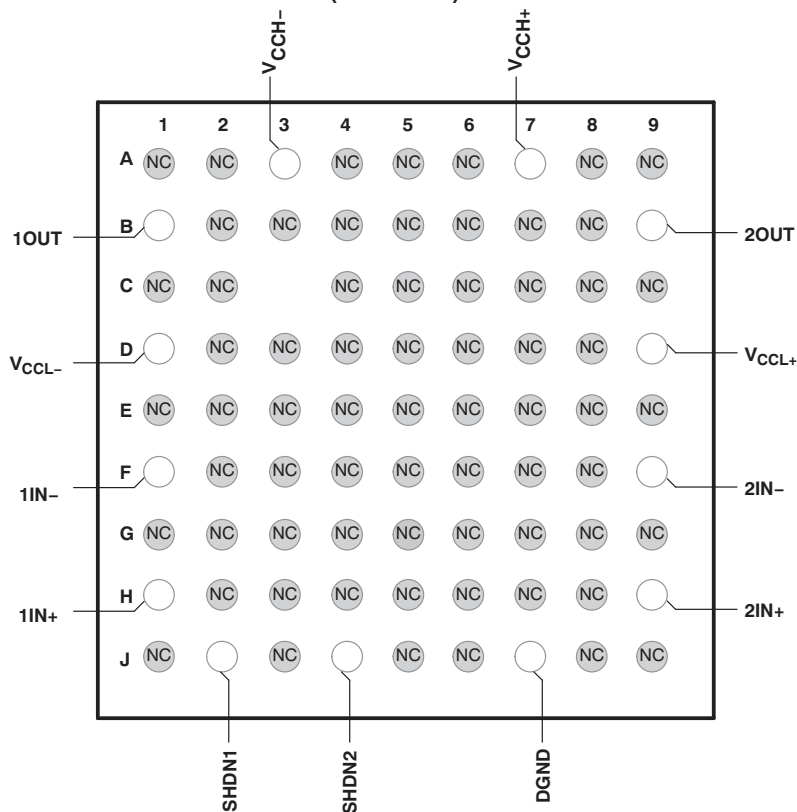 V_CCH−
V_CCH+
1 2 3 4 5 6 7 8 9
A NC NC NC NC NC NC NC
1OUT B NC NC NC NC NC NC NC 2OUT
C NC NC NC NC NC NC NC NC
V_CCL− D NC NC NC NC NC NC NC V_CCL+
E NC NC NC NC NC NC NC NC NC
1IN− F NC NC NC NC NC NC NC 2IN−
G NC NC NC NC NC NC NC NC NC
1IN+ H NC NC NC NC NC NC NC 2IN+
J NC NC NC NC NC NC
SHDN1
SHDN2
DGND